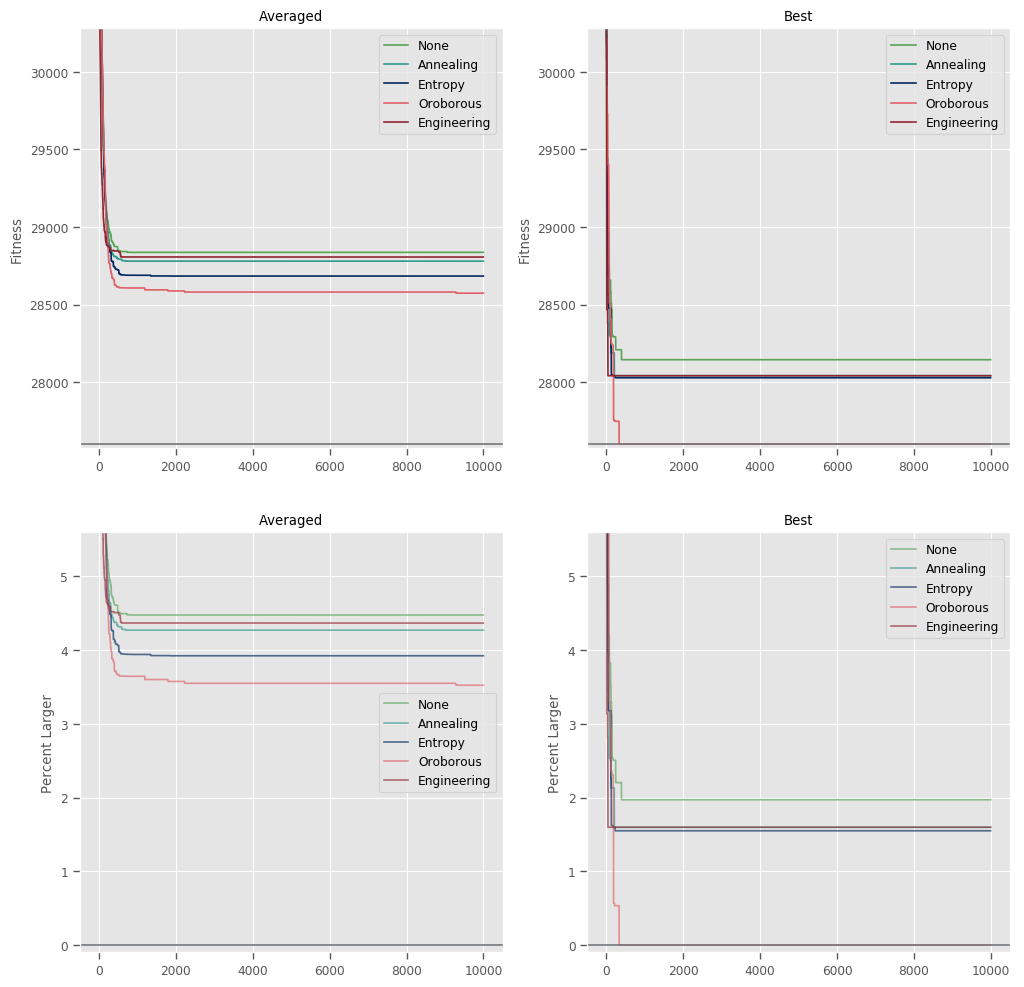 Averaged
30000
29500
29000
28500
28000
Fitness
None
Annealing
Entropy
Oroborous
Engineering
0 2000 4000 6000 8000 10000
Best
30000
29500
29000
28500
28000
Fitness
None
Annealing
Entropy
Oroborous
Engineering
0 2000 4000 6000 8000 10000
Averaged
5
4
3
2
1
0
Percent Larger
None
Annealing
Entropy
Oroborous
Engineering
0 2000 4000 6000 8000 10000
Best
5
4
3
2
1
0
Percent Larger
None
Annealing
Entropy
Oroborous
Engineering
0 2000 4000 6000 8000 10000